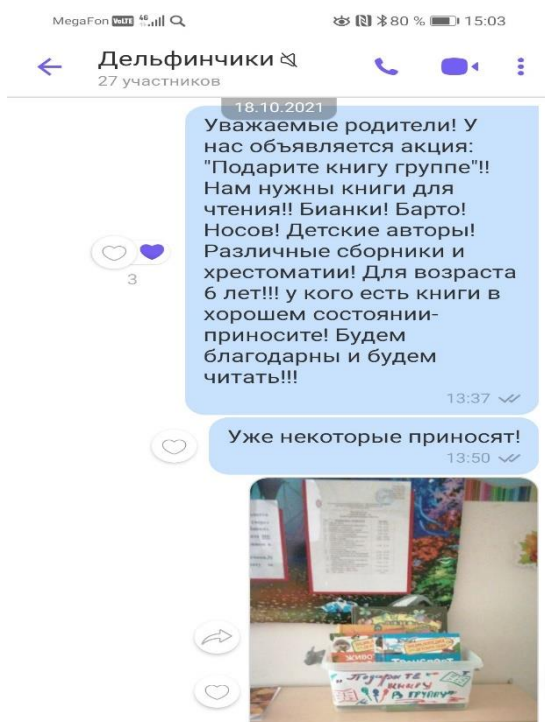 MegaFon VoLTE 4G 80 % 15:03
Дельфинчики
27 участников
18.10.2021
Уважаемые родители! У
нас объявляется акция:
"Подарите книгу группе"!!
Нам нужны книги для
чтения!! Бианки! Барто!
Носов! Детские авторы!
Различные сборники и
хрестоматии! Для возраста
6 лет!!! у кого есть книги в
хорошем состоянии-
приносите! Будем
благодарны и будем
читать!!!
13:37
3
Уже некоторые приносят!
13:50
ТРАНСПОРТ
"Подарите
книгу
в группу"